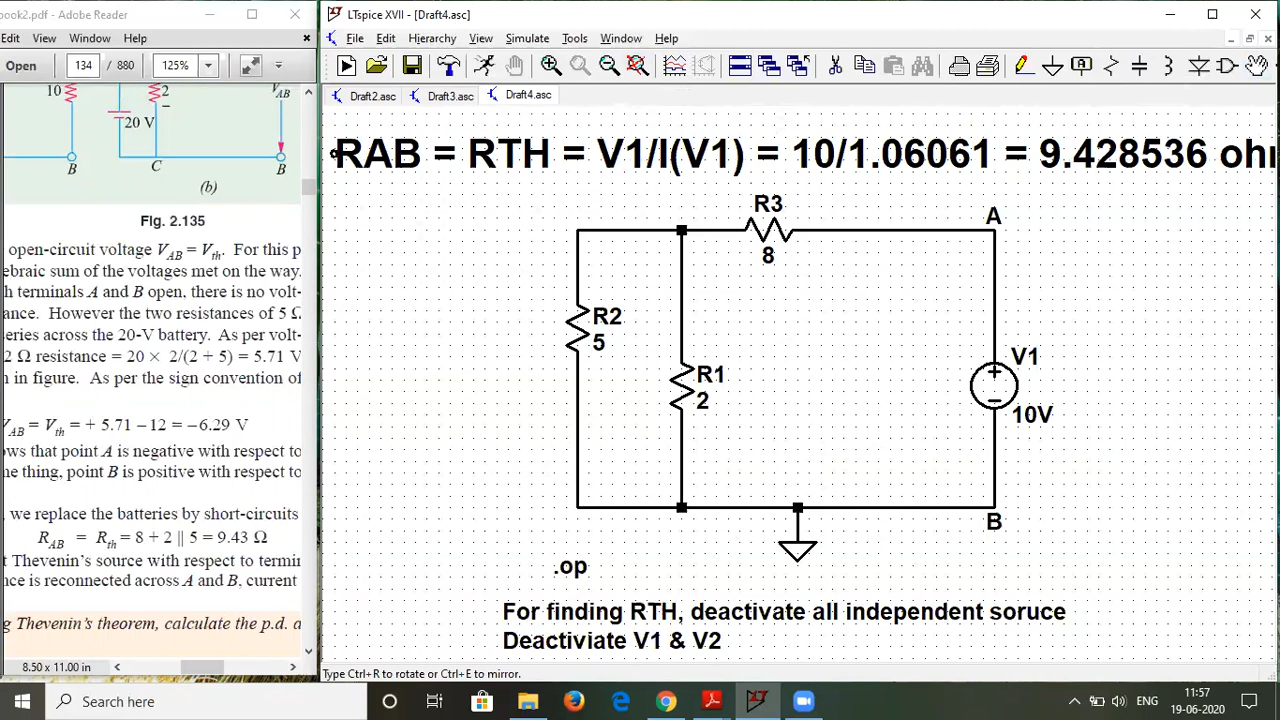 book2.pdf - Adobe Reader
Edit View Window Help
Open 134 / 880 125%
10 2
20 V
B C B
(b)
Fig. 2.135
open-circuit voltage VAB = Vth. For this p
ebraic sum of the voltages met on the way.
h terminals A and B open, there is no volt-
ance. However the two resistances of 5 Ω
eries across the 20-V battery. As per volt-
2 Ω resistance = 20 × 2/(2 + 5) = 5.71 V
n in figure. As per the sign convention of
VAB = Vth = + 5.71 – 12 = –6.29 V
ows that point A is negative with respect to
ne thing, point B is positive with respect to
, we replace the batteries by short-circuits
RAB = Rth = 8 + 2 || 5 = 9.43 Ω
t Thevenin's source with respect to termin
nce is reconnected across A and B, current
g Thevenin's theorem, calculate the p.d. a
8.50 x 11.00 in
LTspice XVII - [Draft4.asc]
File Edit Hierarchy View Simulate Tools Window Help
Draft2.asc Draft3.asc Draft4.asc
RAB = RTH = V1/I(V1) = 10/1.06061 = 9.428536 ohm
R3
A
8
R2
5
V1
R1
2
10V
B
.op
For finding RTH, deactivate all independent soruce
Deactiviate V1 & V2
Type Ctrl+R to rotate or Ctrl+E to mirror.
Type here to search
ENG
11:57
19-06-2020